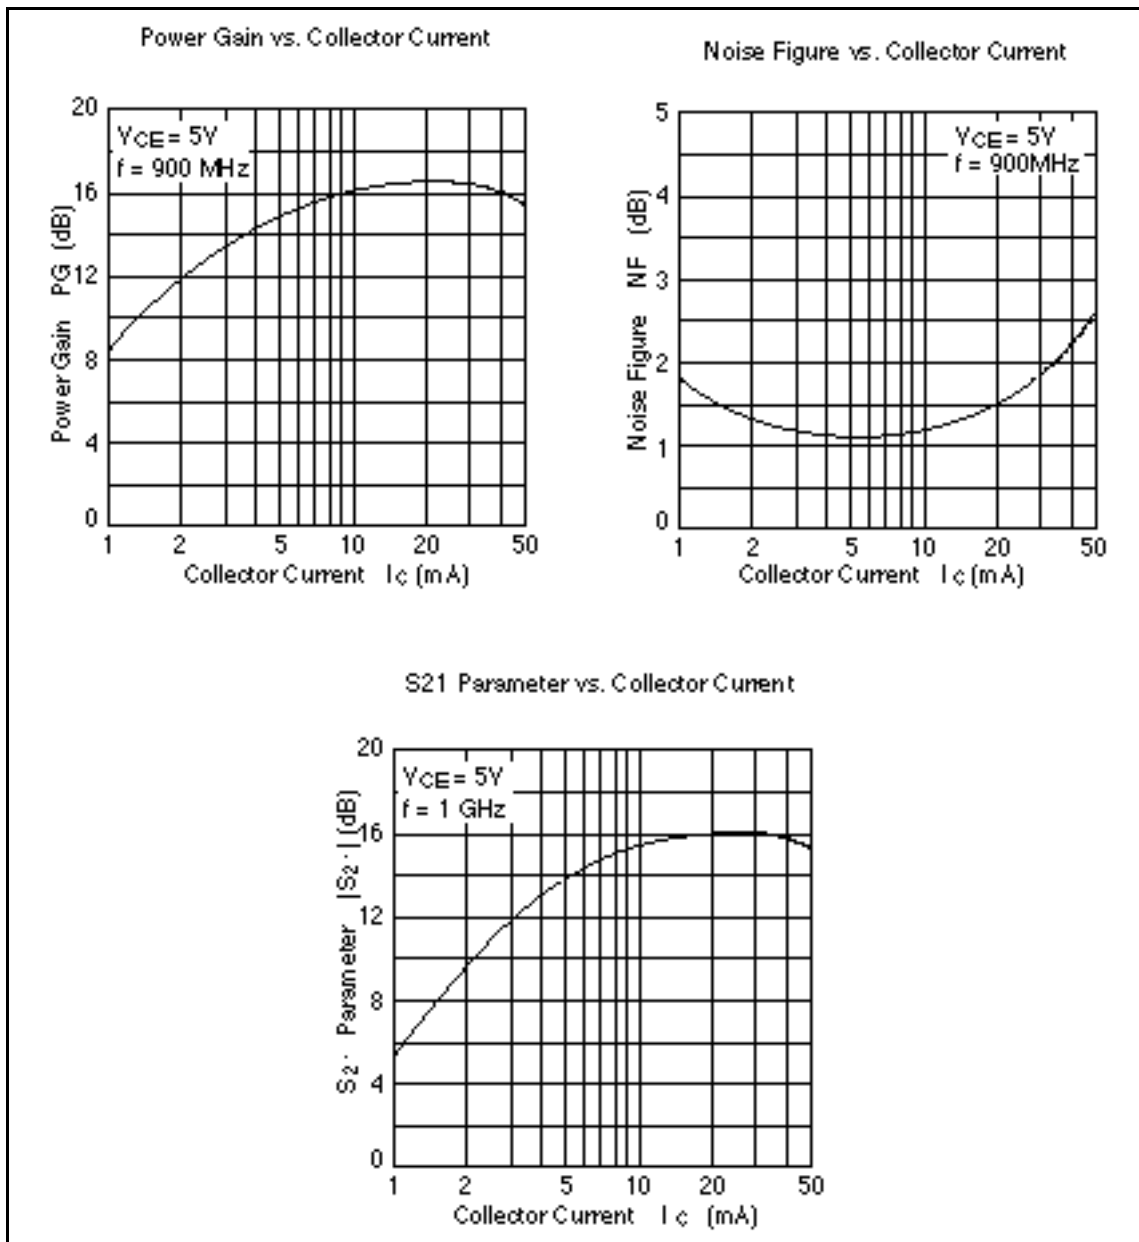 Power Gain vs. Collector Current
20
16
12
8
4
0
Power Gain PG (dB)
VCE = 5V
f = 900 MHz
1 2 5 10 20 50
Collector Current IC (mA)
Noise Figure vs. Collector Current
5
4
3
2
1
0
Noise Figure NF (dB)
VCE = 5V
f = 900MHz
1 2 5 10 20 50
Collector Current IC (mA)
S21 Parameter vs. Collector Current
20
16
12
8
4
0
S2· Parameter |S2·| (dB)
VCE = 5V
f = 1 GHz
1 2 5 10 20 50
Collector Current IC (mA)